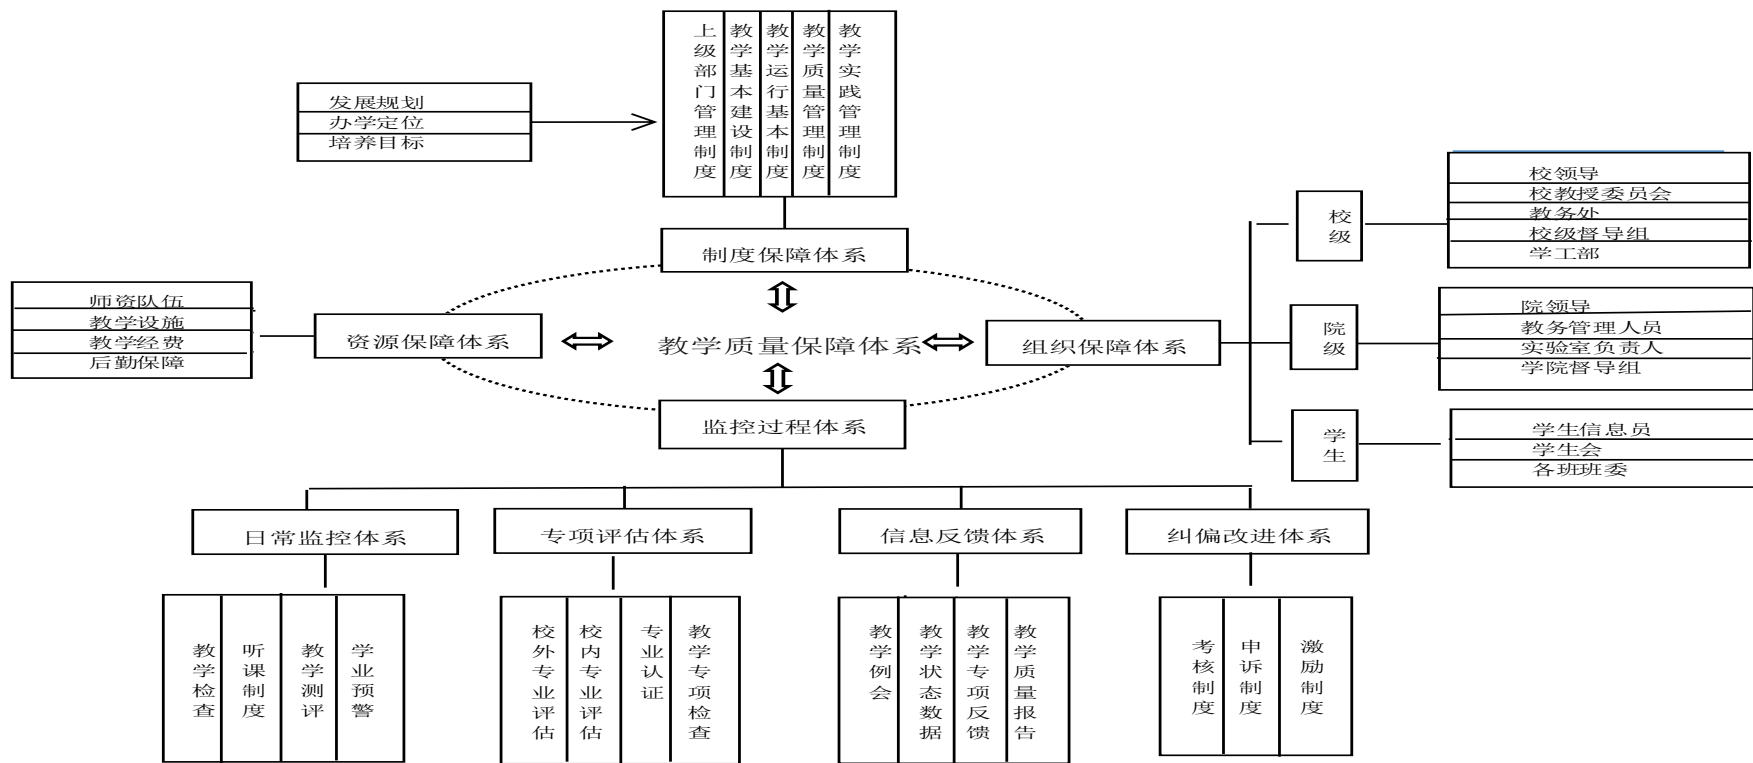 上级部门管理制度
教学基本建设制度
教学运行基本制度
教学质量管理制度
教学实践管理制度
发展规划
办学定位
培养目标
制度保障体系
校级
校领导
校教授委员会
教务处
校级督导组
学工部
师资队伍
教学设施
教学经费
后勤保障
资源保障体系
教学质量保障体系
组织保障体系
院级
院领导
教务管理人员
实验室负责人
学院督导组
监控过程体系
学生
学生信息员
学生会
各班班委
日常监控体系
专项评估体系
信息反馈体系
纠偏改进体系
教学检查
听课制度
教学测评
学业预警
校外专业评估
校内专业评估
专业认证
教学专项检查
教学例会
教学状态数据
教学专项反馈
教学质量报告
考核制度
申诉制度
激励制度